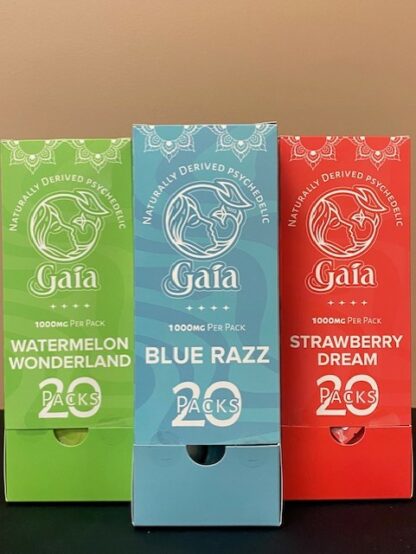 NATURALLY DERIVED PSYCHEDELIC
Gaia
1000MG PER PACK
WATERMELON
WONDERLAND
20
PACKS
NATURALLY DERIVED PSYCHEDELIC
Gaia
1000MG PER PACK
BLUE RAZZ
20
PACKS
NATURALLY DERIVED PSYCHEDELIC
Gaia
1000MG PER PACK
STRAWBERRY
DREAM
20
PACKS